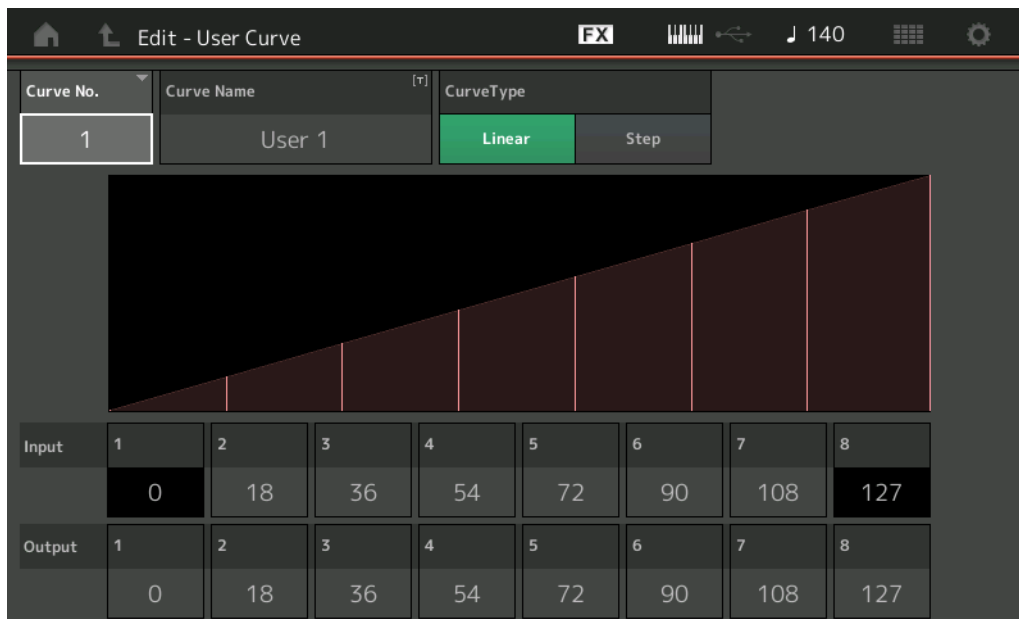 Edit - User Curve FX ♩ 140
Curve No. Curve Name [T] CurveType
1 User 1 Linear Step
Input 1 2 3 4 5 6 7 8
0 18 36 54 72 90 108 127
Output 1 2 3 4 5 6 7 8
0 18 36 54 72 90 108 127